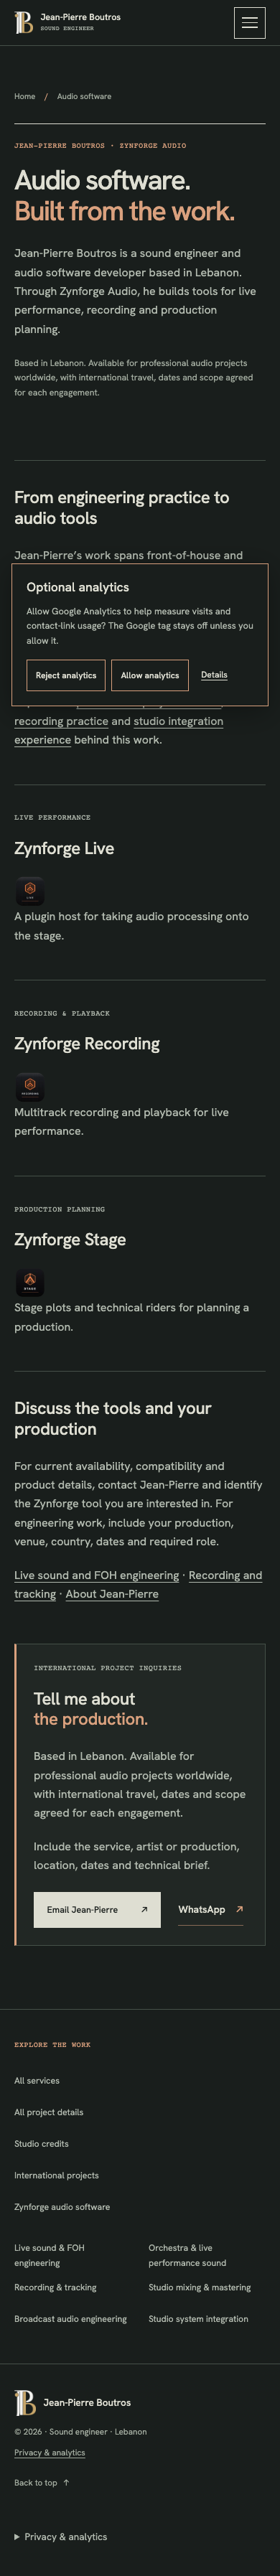 Jean-Pierre Boutros
SOUND ENGINEER
Home / Audio software
JEAN-PIERRE BOUTROS · ZYNFORGE AUDIO
Audio software.
Built from the work.
Jean-Pierre Boutros is a sound engineer and
audio software developer based in Lebanon.
Through Zynforge Audio, he builds tools for live
performance, recording and production
planning.
Based in Lebanon. Available for professional audio projects
worldwide, with international travel, dates and scope agreed
for each engagement.
From engineering practice to
audio tools
Jean-Pierre’s work spans front-of-house and
Optional analytics
Allow Google Analytics to help measure visits and
contact-link usage? The Google tag stays off unless you
allow it.
Reject analytics
Allow analytics
Details
recording practice and studio integration
experience behind this work.
LIVE PERFORMANCE
Zynforge Live
LIVE
A plugin host for taking audio processing onto
the stage.
RECORDING & PLAYBACK
Zynforge Recording
RECORDING
Multitrack recording and playback for live
performance.
PRODUCTION PLANNING
Zynforge Stage
STAGE
Stage plots and technical riders for planning a
production.
Discuss the tools and your
production
For current availability, compatibility and
product details, contact Jean-Pierre and identify
the Zynforge tool you are interested in. For
engineering work, include your production,
venue, country, dates and required role.
Live sound and FOH engineering · Recording and
tracking · About Jean-Pierre
INTERNATIONAL PROJECT INQUIRIES
Tell me about
the production.
Based in Lebanon. Available for
professional audio projects worldwide,
with international travel, dates and scope
agreed for each engagement.
Include the service, artist or production,
location, dates and technical brief.
Email Jean-Pierre ↗
WhatsApp ↗
EXPLORE THE WORK
All services
All project details
Studio credits
International projects
Zynforge audio software
Live sound & FOH
engineering
Orchestra & live
performance sound
Recording & tracking
Studio mixing & mastering
Broadcast audio engineering
Studio system integration
Jean-Pierre Boutros
© 2026 · Sound engineer · Lebanon
Privacy & analytics
Back to top ↑
▶ Privacy & analytics